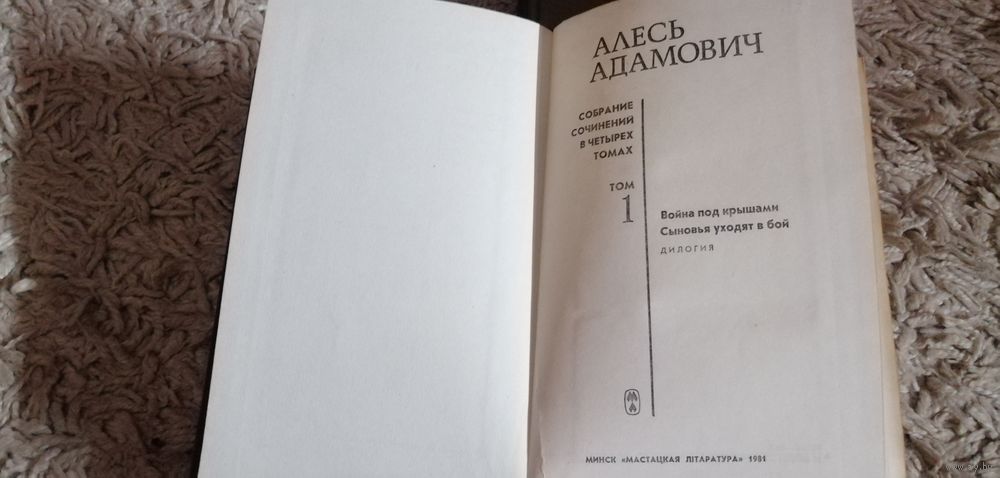 АЛЕСЬ
АДАМОВИЧ
СОБРАНИЕ
СОЧИНЕНИЙ
В ЧЕТЫРЕХ
ТОМАХ
ТОМ
1
Война под крышами
Сыновья уходят в бой
ДИЛОГИЯ
МИНСК «МАСТАЦКАЯ ЛІТАРАТУРА» 1981